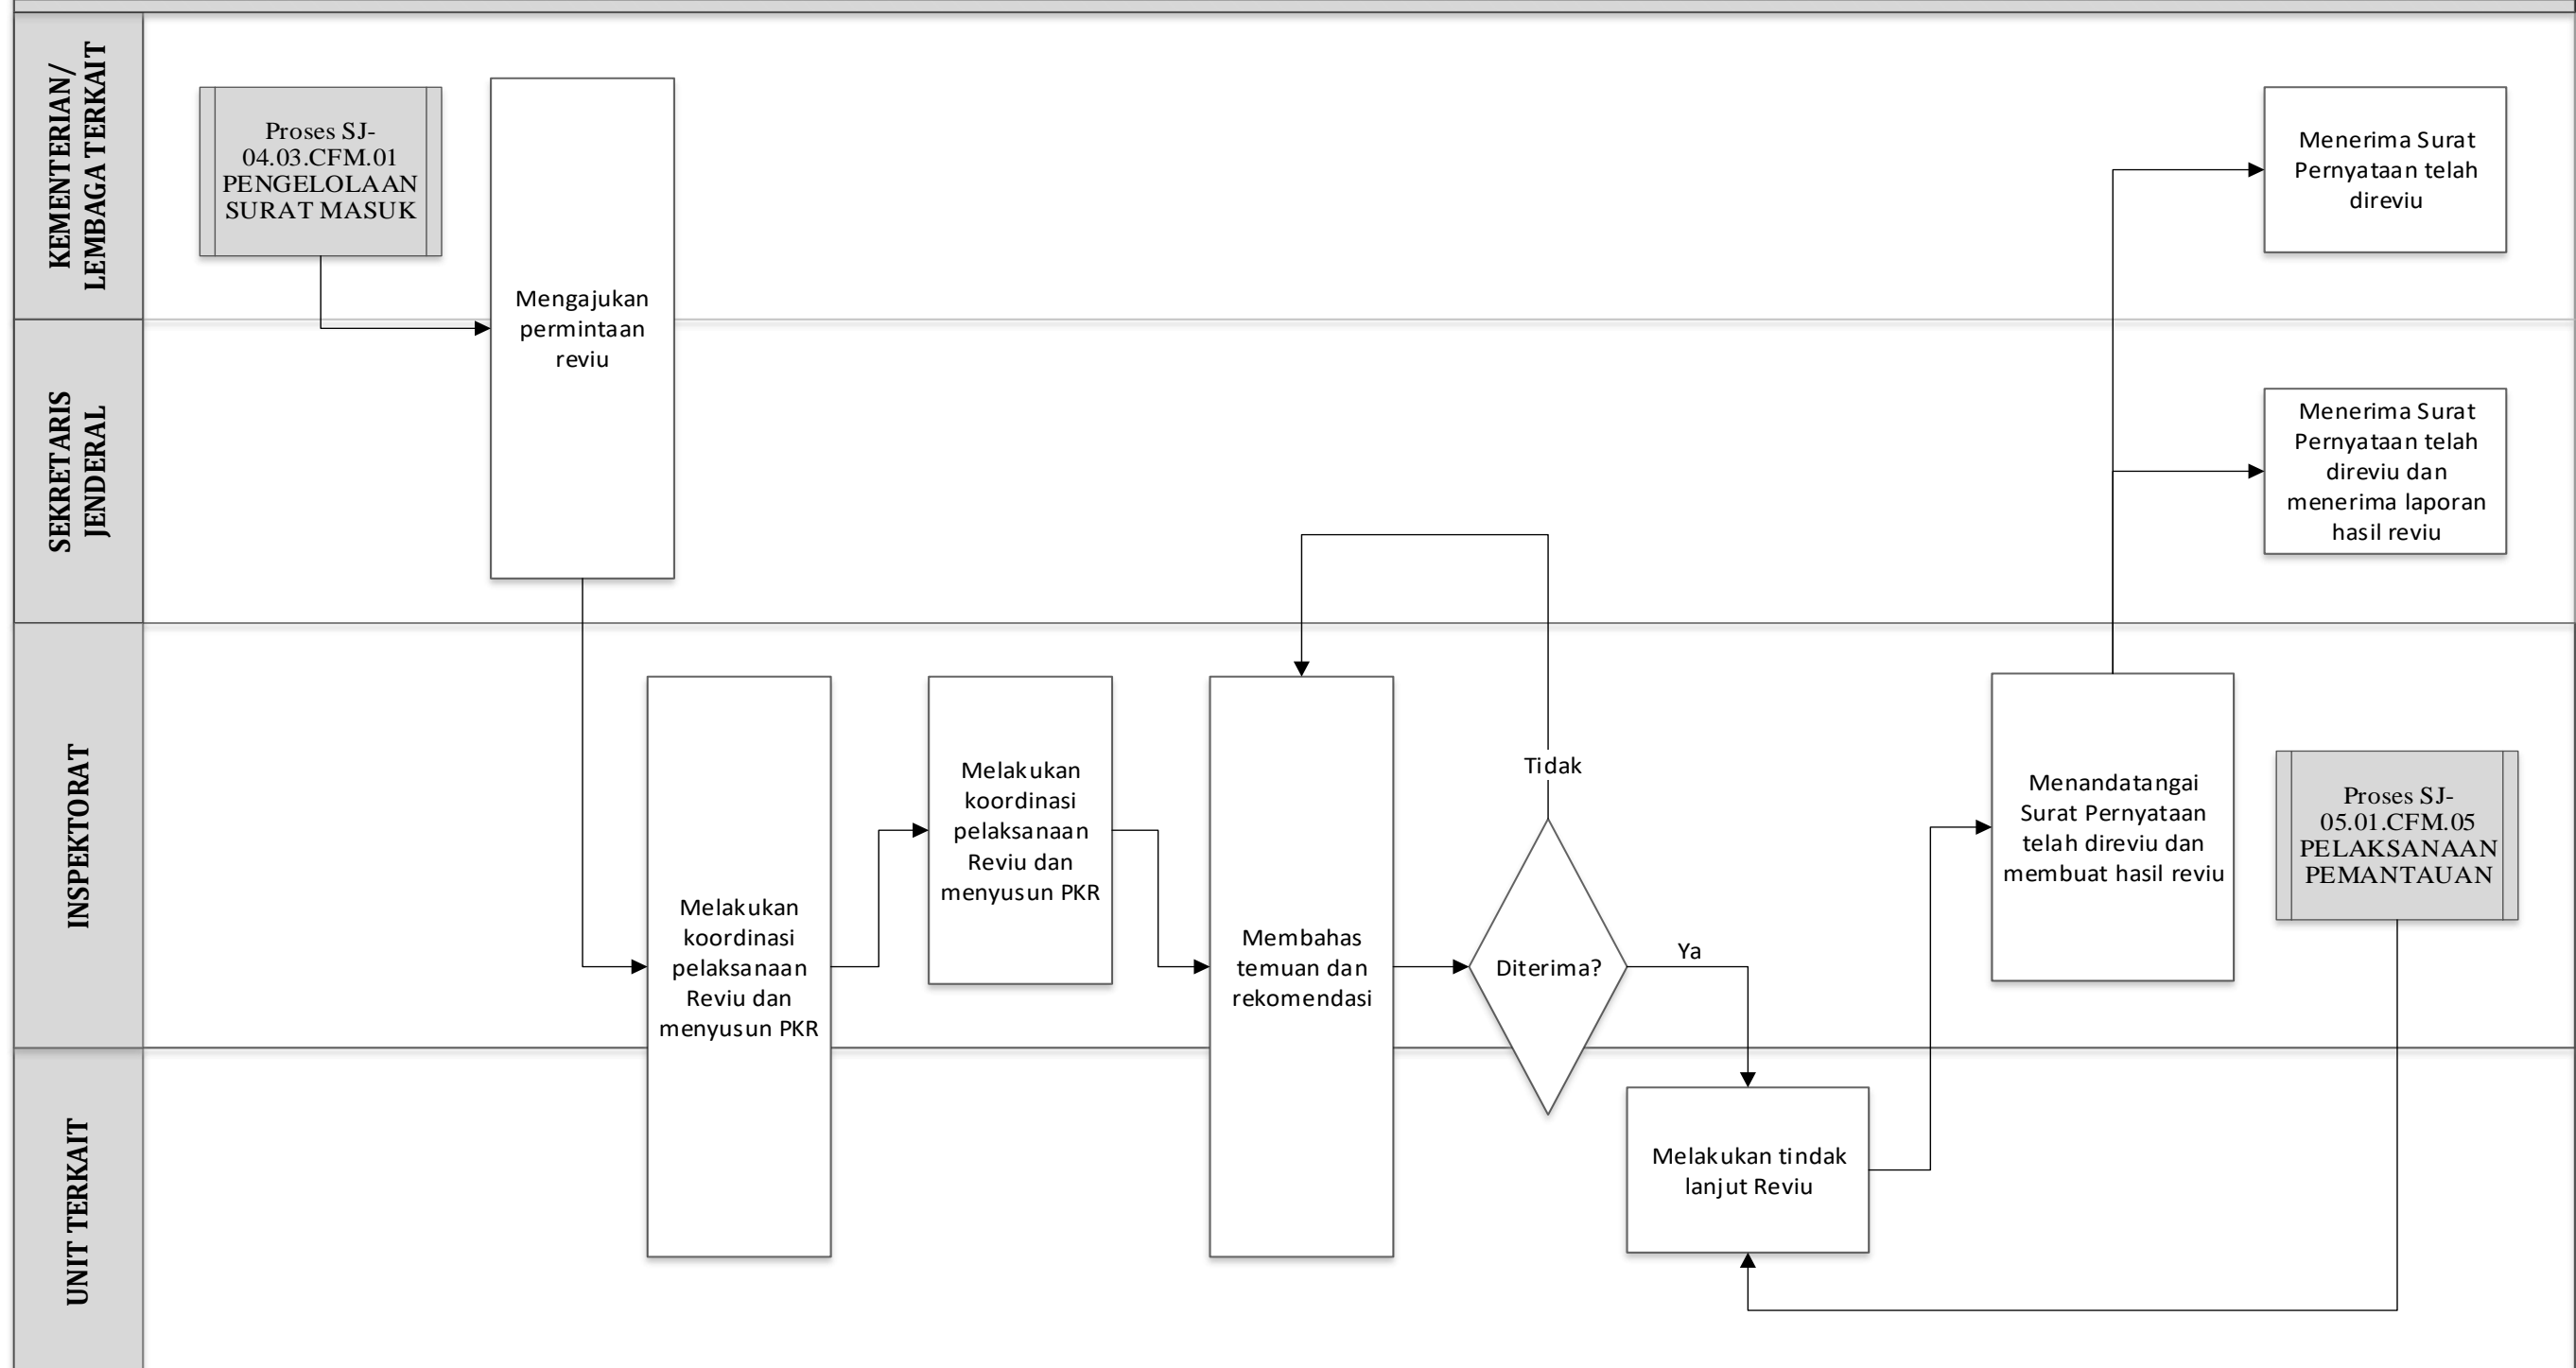 KEMENTERIAN/
LEMBAGA TERKAIT
Proses SJ-
04.03.CFM.01
PENGELOLAAN
SURAT MASUK
Mengajukan
permintaan
reviu
Menerima Surat
Pernyataan telah
direviu
SEKRETARIS
JENDERAL
Menerima Surat
Pernyataan telah
direviu dan
menerima laporan
hasil reviu
INSPEKTORAT
Melakukan
koordinasi
pelaksanaan
Reviu dan
menyusun PKR
Melakukan
koordinasi
pelaksanaan
Reviu dan
menyusun PKR
Membahas
temuan dan
rekomendasi
Tidak
Diterima?
Ya
Menandatangai
Surat Pernyataan
telah direviu dan
membuat hasil reviu
Proses SJ-
05.01.CFM.05
PELAKSANAAN
PEMANTAUAN
UNIT TERKAIT
Melakukan tindak
lanjut Reviu